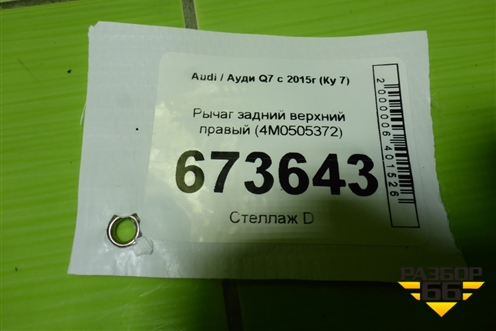 Audi / Ауди Q7 с 2015г (Ку 7)
Рычаг задний верхний
правый (4M0505372)
673643
Стеллаж D
2000006401526
РАЗБОР
66